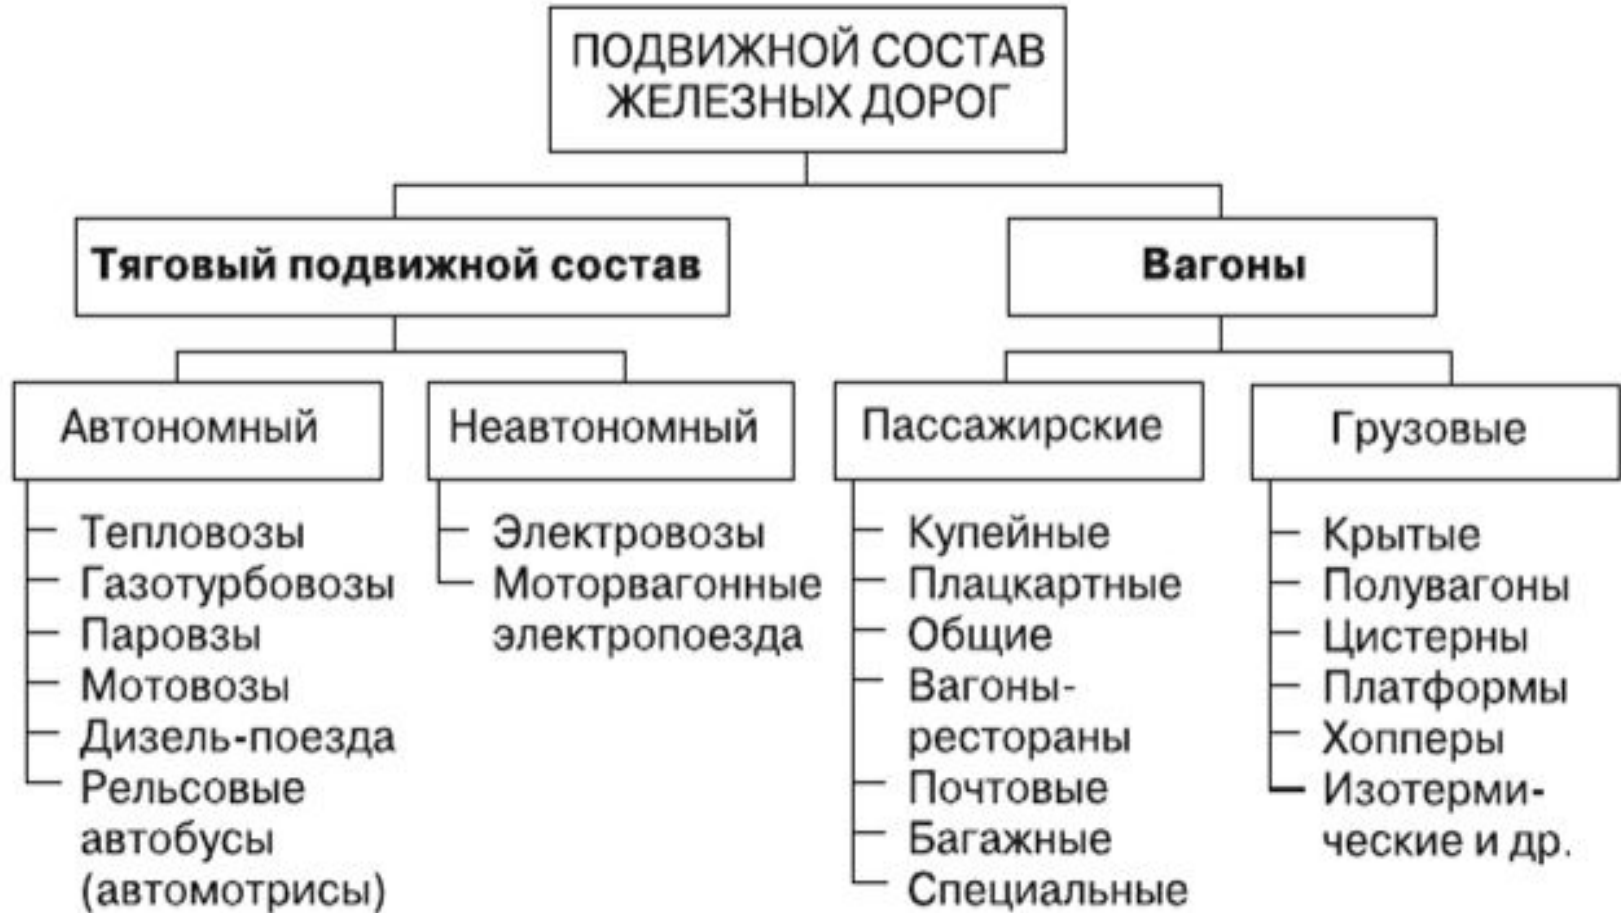 ПОДВИЖНОЙ СОСТАВ
ЖЕЛЕЗНЫХ ДОРОГ
Тяговый подвижной состав
Вагоны
Автономный
Неавтономный
Пассажирские
Грузовые
Тепловозы
Газотурбовозы
Паровзы
Мотовозы
Дизель-поезда
Рельсовые
автобусы
(автомотрисы)
Электровозы
Моторвагонные
электропоезда
Купейные
Плацкартные
Общие
Вагоны-
рестораны
Почтовые
Багажные
Специальные
Крытые
Полувагоны
Цистерны
Платформы
Хопперы
Изотерми-
ческие и др.